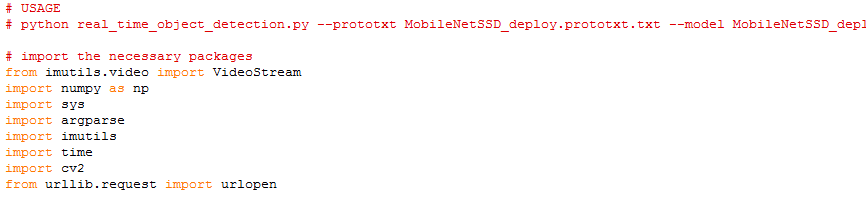 # USAGE
# python real_time_object_detection.py --prototxt MobileNetSSD_deploy.prototxt.txt --model MobileNetSSD_depl
# import the necessary packages
from imutils.video import VideoStream
import numpy as np
import sys
import argparse
import imutils
import time
import cv2
from urllib.request import urlopen